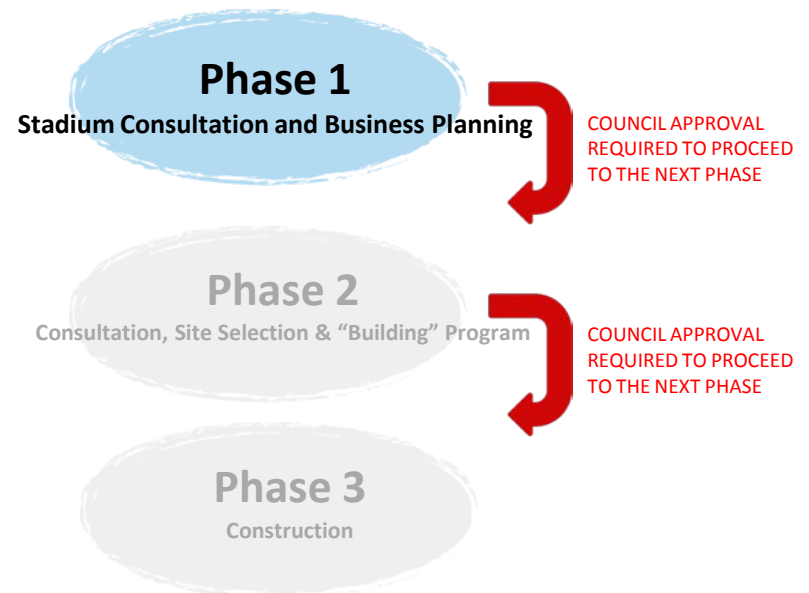 Phase 1
Stadium Consultation and Business Planning
COUNCIL APPROVAL
REQUIRED TO PROCEED
TO THE NEXT PHASE
Phase 2
Consultation, Site Selection & “Building” Program
COUNCIL APPROVAL
REQUIRED TO PROCEED
TO THE NEXT PHASE
Phase 3
Construction